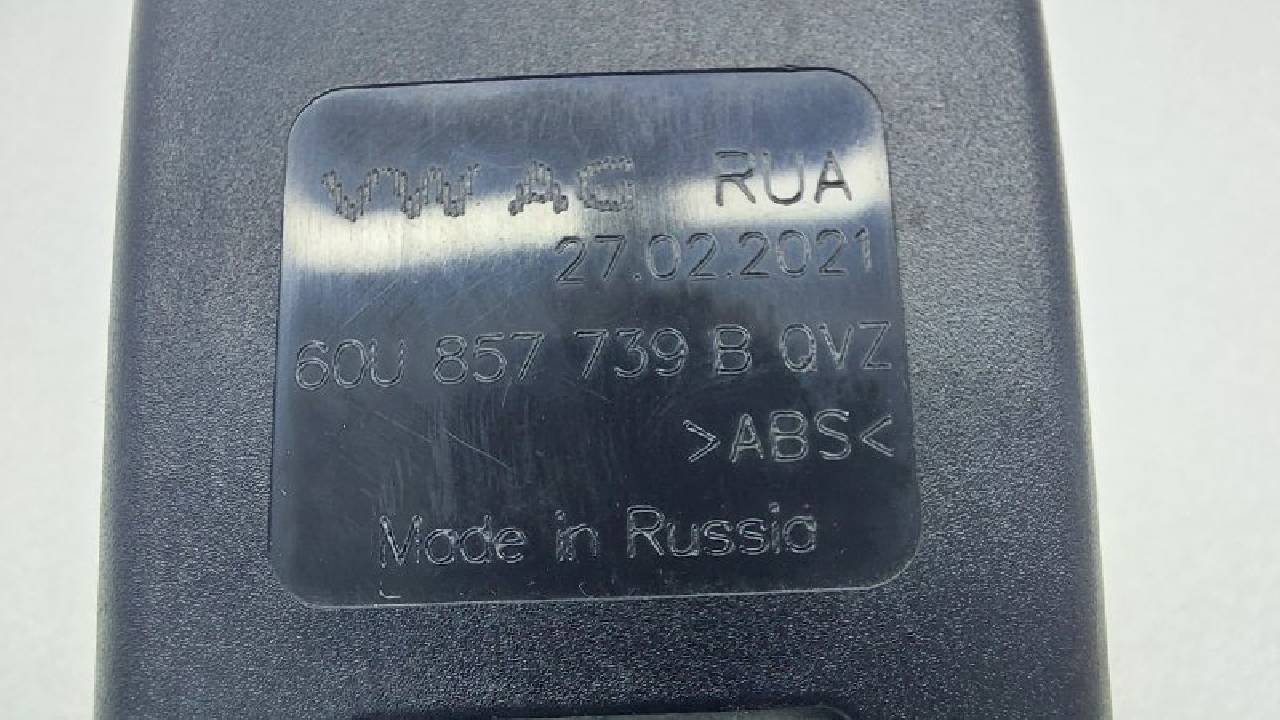 VW AG RUA
27.02.2021
60U 857 739 B QVZ
>ABS<
Made in Russia